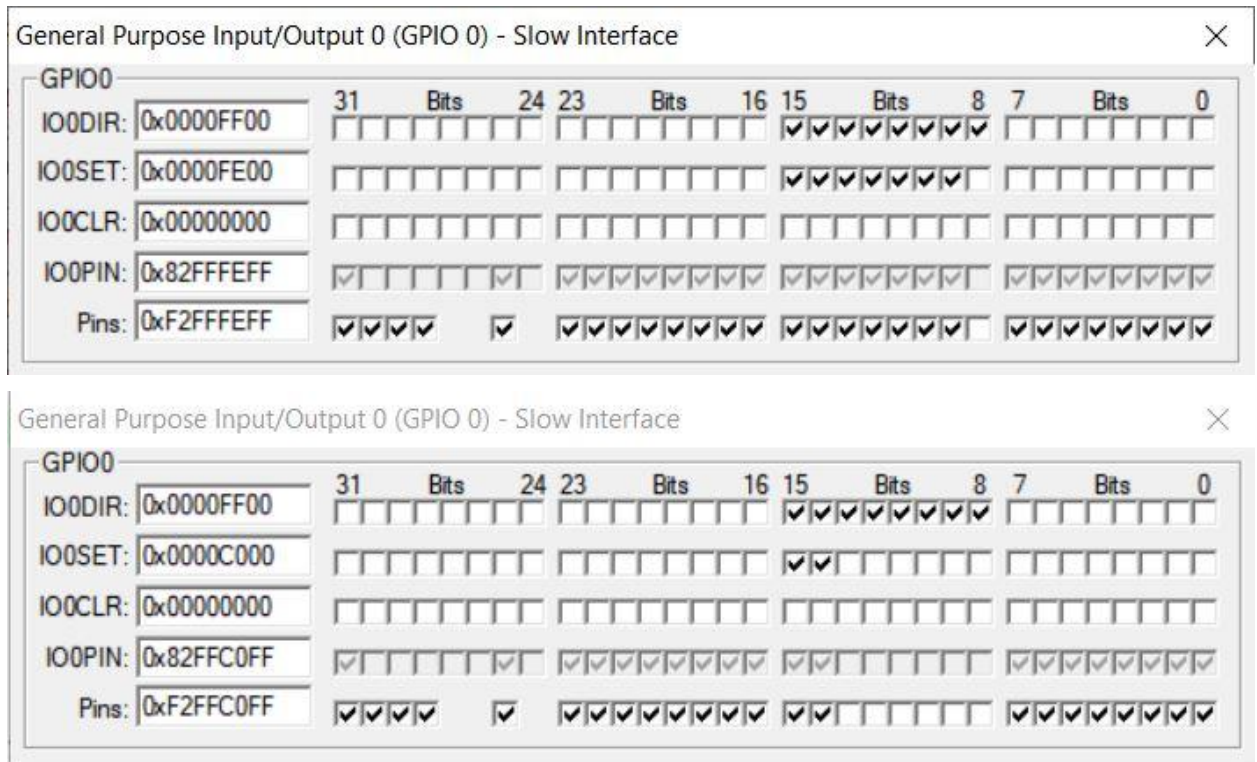 General Purpose Input/Output 0 (GPIO 0) - Slow Interface
GPIO0
31 Bits 24 23 Bits 16 15 Bits 8 7 Bits 0
IO0DIR: 0x0000FF00
IO0SET: 0x0000FE00
IO0CLR: 0x00000000
IO0PIN: 0x82FFFEFF
Pins: 0xF2FFFEFF
General Purpose Input/Output 0 (GPIO 0) - Slow Interface
GPIO0
31 Bits 24 23 Bits 16 15 Bits 8 7 Bits 0
IO0DIR: 0x0000FF00
IO0SET: 0x0000C000
IO0CLR: 0x00000000
IO0PIN: 0x82FFC0FF
Pins: 0xF2FFC0FF